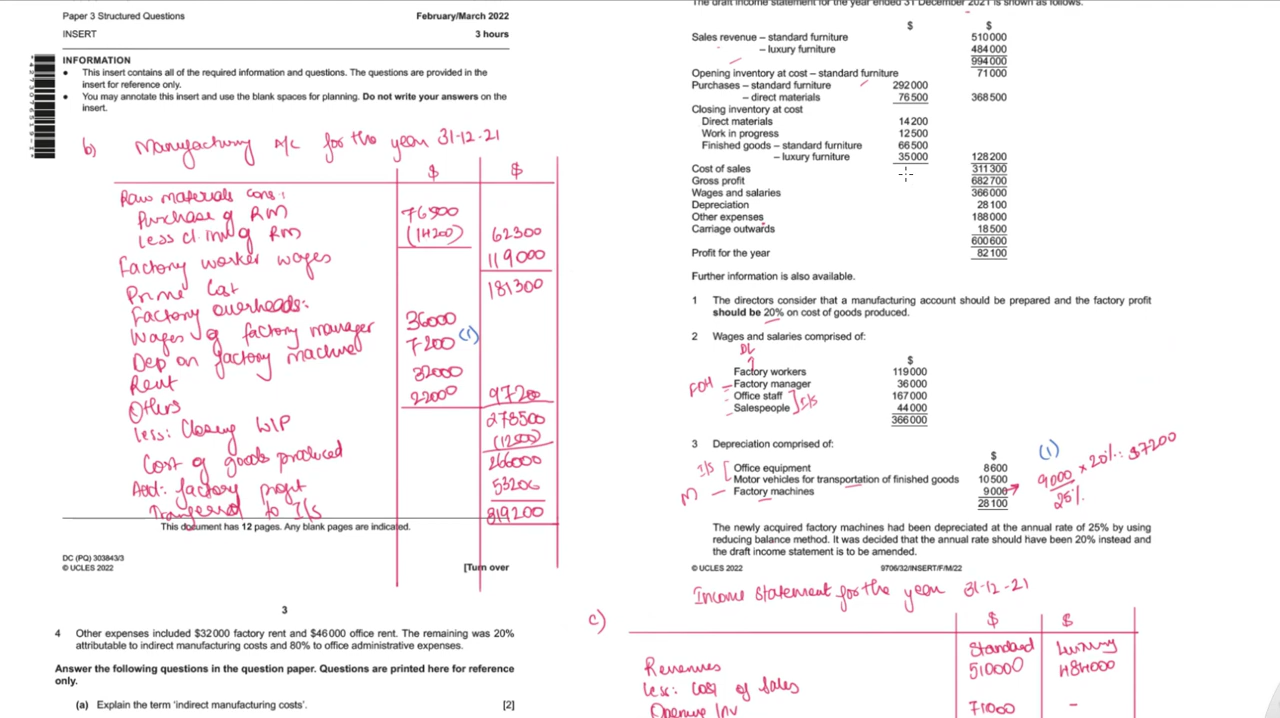 Paper 3 Structured Questions February/March 2022
INSERT 3 hours
INFORMATION
• This insert contains all of the required information and questions. The questions are provided in the
insert for reference only.
• You may annotate this insert and use the blank spaces for planning. Do not write your answers on the
insert.
b) Manufactury A/c for the year 31-12-21
$ $
Raw materials cons:
Purchase of RM 76500
Less cl. inv of RM (14200) 62300
Factory worker wages 119000
Prime Cost 181300
Factory overheads:
Wages of factory manager 36000
Dep on factory machine 7200 (1)
Rent 32000
Others 22000 97200
278500
less: Closing WIP (12500)
Cost of goods produced 266000
Add: factory profit 53200
Transferred to I/S 319200
This document has 12 pages. Any blank pages are indicated.
DC (PQ) 303843/3
© UCLES 2022 [Turn over
3
4 Other expenses included $32000 factory rent and $46000 office rent. The remaining was 20%
attributable to indirect manufacturing costs and 80% to office administrative expenses.
Answer the following questions in the question paper. Questions are printed here for reference
only.
(a) Explain the term 'indirect manufacturing costs'. [2]
The draft income statement for the year ended 31 December 2021 is shown as follows.
$ $
Sales revenue – standard furniture 510000
– luxury furniture 484000
994000
Opening inventory at cost – standard furniture 71000
Purchases – standard furniture 292000
– direct materials 76500 368500
Closing inventory at cost
Direct materials 14200
Work in progress 12500
Finished goods – standard furniture 66500
– luxury furniture 35000 128200
Cost of sales 311300
Gross profit 682700
Wages and salaries 366000
Depreciation 28100
Other expenses 188000
Carriage outwards 18500
600600
Profit for the year 82100
Further information is also available.
1 The directors consider that a manufacturing account should be prepared and the factory profit
should be 20% on cost of goods produced.
2 Wages and salaries comprised of:
DL
$
Factory workers 119000
FOH Factory manager 36000
Office staff 167000
Salespeople I/S 44000
366000
3 Depreciation comprised of:
$
I/S Office equipment 8600
Motor vehicles for transportation of finished goods 10500
M Factory machines 9000
28100
(1)
9000 × 20% : $7200
25%
The newly acquired factory machines had been depreciated at the annual rate of 25% by using
reducing balance method. It was decided that the annual rate should have been 20% instead and
the draft income statement is to be amended.
© UCLES 2022 9706/32/INSERT/F/M/22
Income Statement for the year 31-12-21
c) $ $
Standard Luxury
Revenues 510000 484000
Less: Cost of Sales
Opening Inv 71000 -